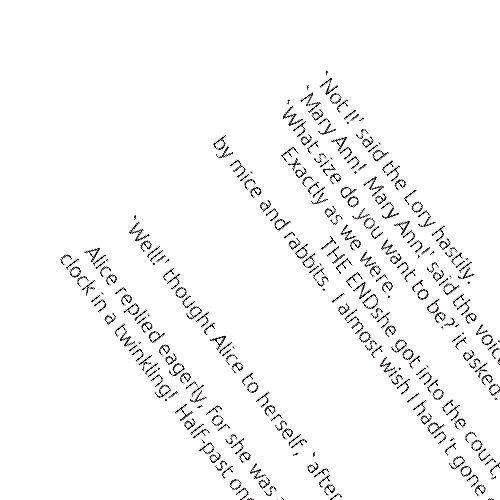 `Not I!' said the Lory hastily.
`Mary Ann! Mary Ann!' said the voice
`What size do you want to be?' it asked.
Exactly as we were.
THE ENDshe got into the court,
by mice and rabbits. I almost wish I hadn't gone
`Well!' thought Alice to herself, `after
Alice replied eagerly, for she was
clock in a twinkling! Half-past one